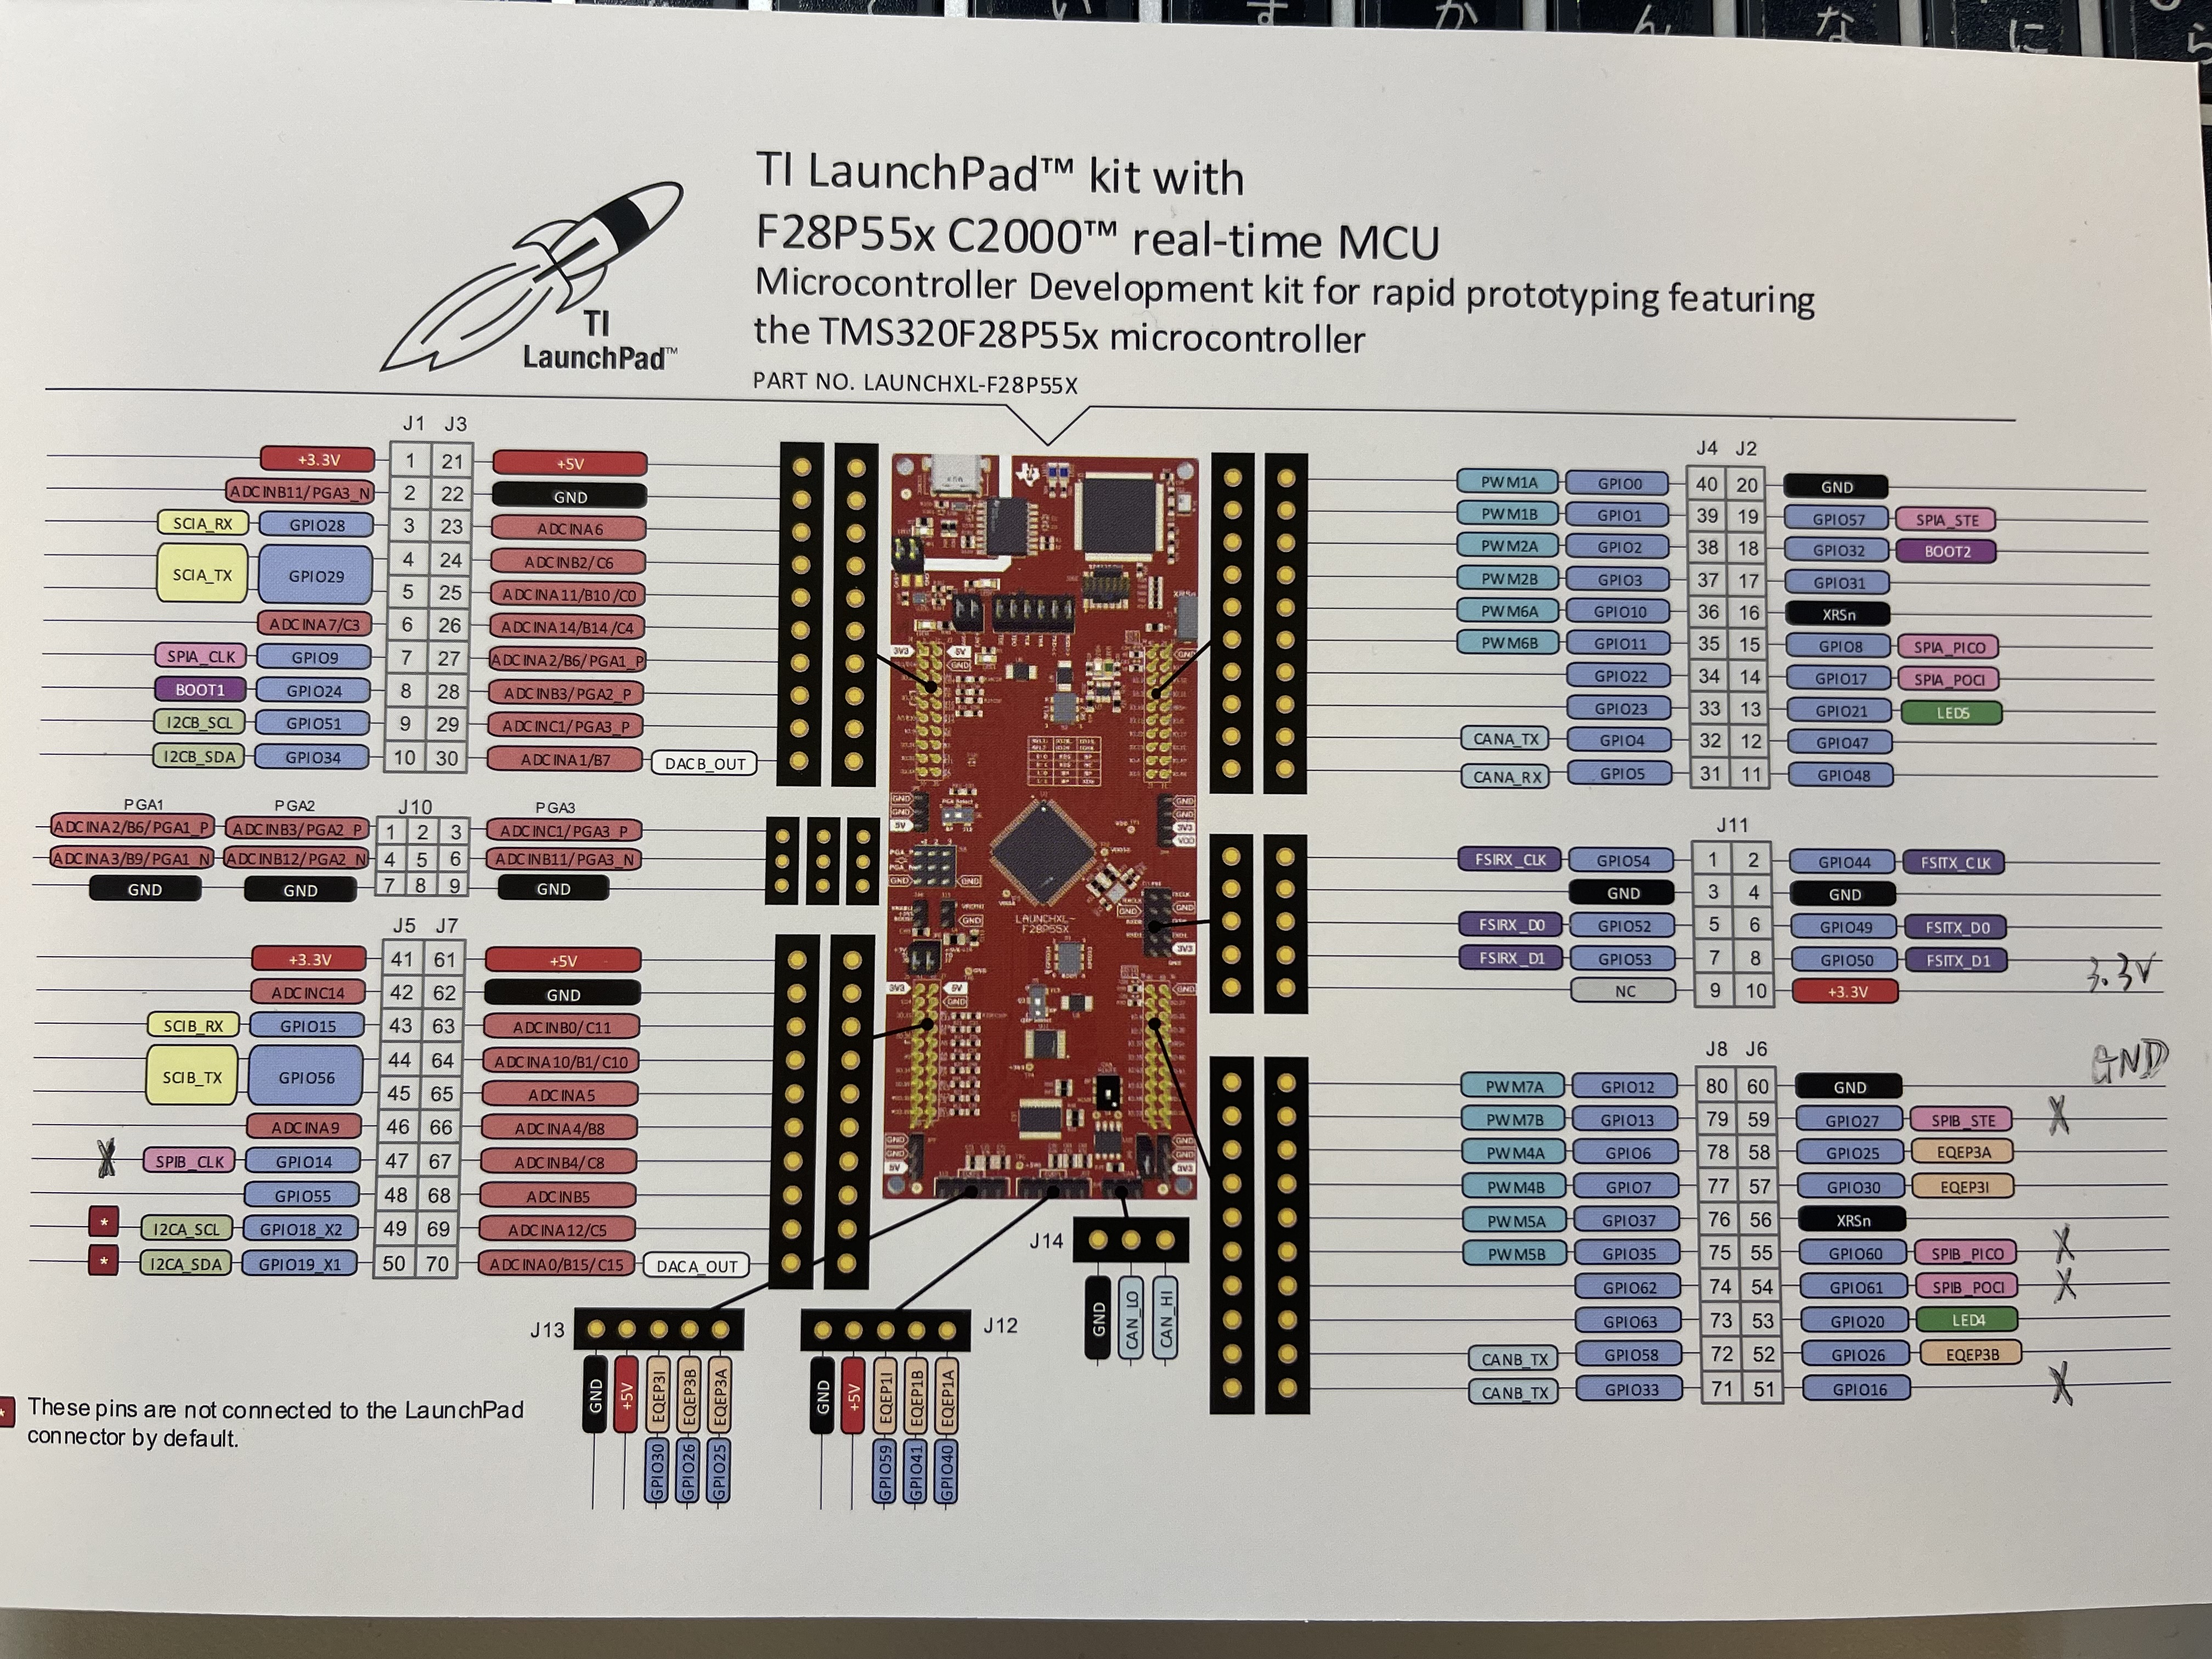 す
か
ん
な
に
ら
TI LaunchPad™ kit with
F28P55x C2000™ real-time MCU
Microcontroller Development kit for rapid prototyping featuring
the TMS320F28P55x microcontroller
PART NO. LAUNCHXL-F28P55X
TI
LaunchPad™
J1 J3
+3.3V 1 21 +5V
ADCINB11/PGA3_N 2 22 GND
SCIA_RX GPIO28 3 23 ADCINA6
SCIA_TX GPIO29 4 24 ADCINB2/C6
5 25 ADCINA11/B10/C0
ADCINA7/C3 6 26 ADCINA14/B14/C4
SPIA_CLK GPIO9 7 27 ADCINA2/B6/PGA1_P
BOOT1 GPIO24 8 28 ADCINB3/PGA2_P
I2CB_SCL GPIO51 9 29 ADCINC1/PGA3_P
I2CB_SDA GPIO34 10 30 ADCINA1/B7 DACB_OUT
PGA1 PGA2 J10 PGA3
ADCINA2/B6/PGA1_P ADCINB3/PGA2_P 1 2 3 ADCINC1/PGA3_P
ADCINA3/B9/PGA1_N ADCINB12/PGA2_N 4 5 6 ADCINB11/PGA3_N
GND GND 7 8 9 GND
J5 J7
+3.3V 41 61 +5V
ADCINC14 42 62 GND
SCIB_RX GPIO15 43 63 ADCINB0/C11
SCIB_TX GPIO56 44 64 ADCINA10/B1/C10
45 65 ADCINA5
ADCINA9 46 66 ADCINA4/B8
X SPIB_CLK GPIO14 47 67 ADCINB4/C8
GPIO55 48 68 ADCINB5
* I2CA_SCL GPIO18_X2 49 69 ADCINA12/C5
* I2CA_SDA GPIO19_X1 50 70 ADCINA0/B15/C15 DACA_OUT
J4 J2
PWM1A GPIO0 40 20 GND
PWM1B GPIO1 39 19 GPIO57 SPIA_STE
PWM2A GPIO2 38 18 GPIO32 BOOT2
PWM2B GPIO3 37 17 GPIO31
PWM6A GPIO10 36 16 XRSn
PWM6B GPIO11 35 15 GPIO8 SPIA_PICO
GPIO22 34 14 GPIO17 SPIA_POCI
GPIO23 33 13 GPIO21 LED5
CANA_TX GPIO4 32 12 GPIO47
CANA_RX GPIO5 31 11 GPIO48
J11
FSIRX_CLK GPIO54 1 2 GPIO44 FSITX_CLK
GND 3 4 GND
FSIRX_D0 GPIO52 5 6 GPIO49 FSITX_D0
FSIRX_D1 GPIO53 7 8 GPIO50 FSITX_D1
NC 9 10 +3.3V 3.3V
J8 J6
PWM7A GPIO12 80 60 GND GND
PWM7B GPIO13 79 59 GPIO27 SPIB_STE X
PWM4A GPIO6 78 58 GPIO25 EQEP3A
PWM4B GPIO7 77 57 GPIO30 EQEP3I
PWM5A GPIO37 76 56 XRSn
PWM5B GPIO35 75 55 GPIO60 SPIB_PICO X
GPIO62 74 54 GPIO61 SPIB_POCI X
GPIO63 73 53 GPIO20 LED4
CANB_TX GPIO58 72 52 GPIO26 EQEP3B
CANB_TX GPIO33 71 51 GPIO16 X
LAUNCHXL-
F28P55X
J13
GND +5V EQEP3I EQEP3B EQEP3A
GPIO30 GPIO26 GPIO25
J12
GND +5V EQEP1I EQEP1B EQEP1A
GPIO59 GPIO41 GPIO40
J14
GND CAN_LO CAN_HI
* These pins are not connected to the LaunchPad
connector by default.